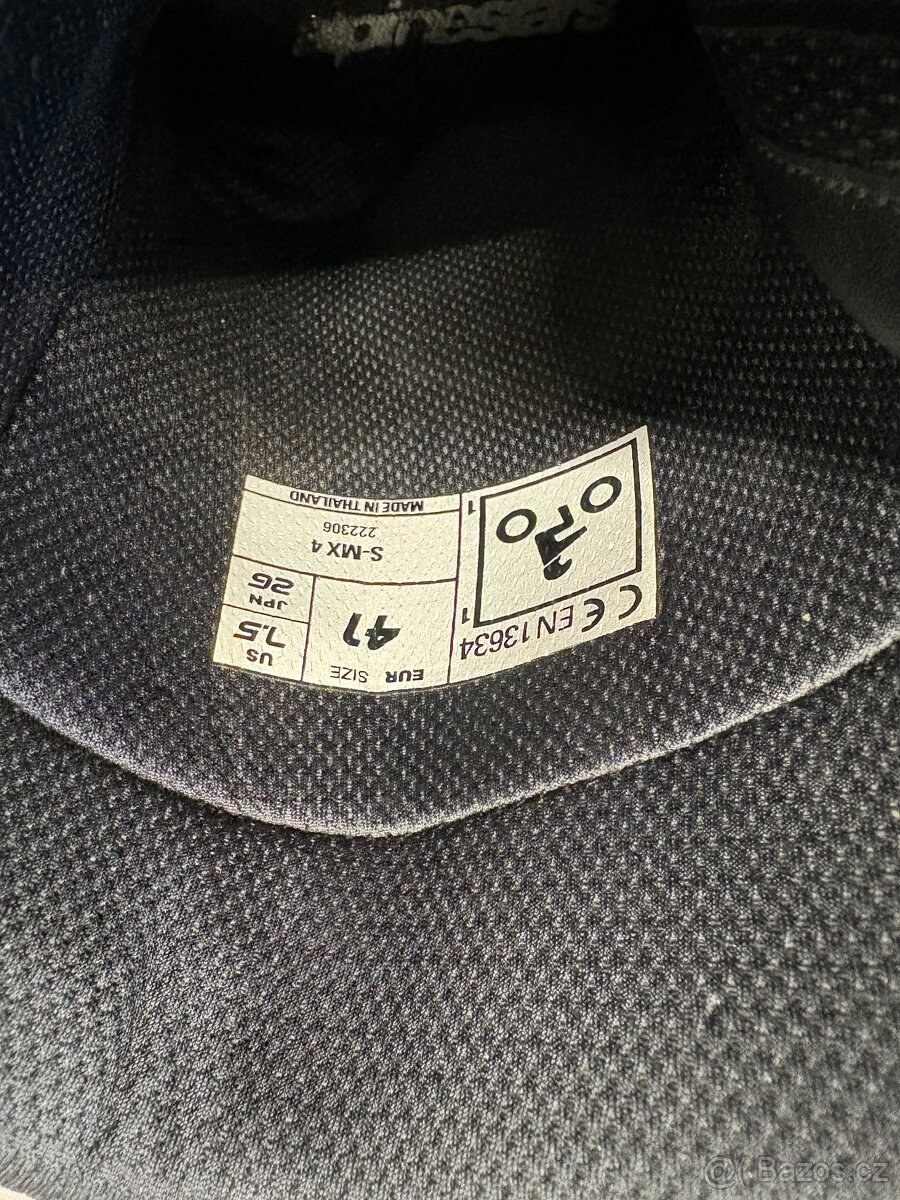 CE EN 13634
1
1
EUR SIZE
41
US
7.5
JPN
26
S-MX 4
222306
MADE IN THAILAND
Bazos.cz